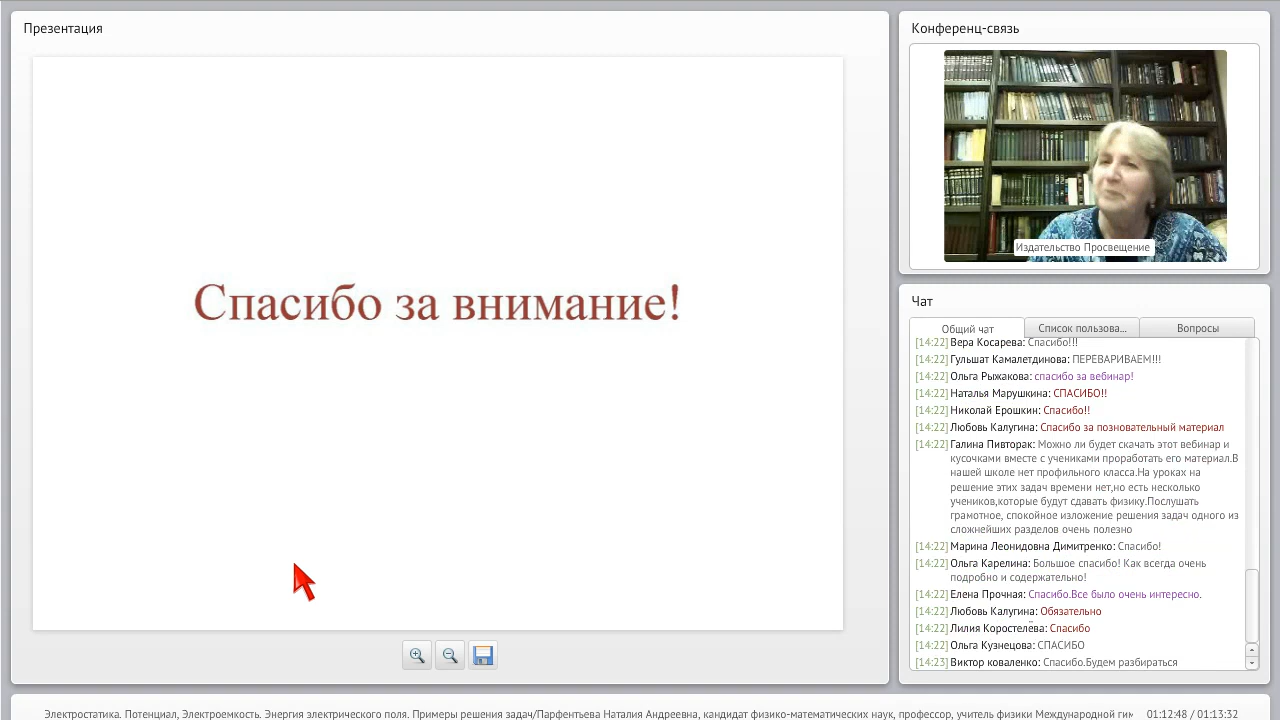 Презентация
Спасибо за внимание!
Конференц-связь
Издательство Просвещение
Чат
Общий чат
Список пользова...
Вопросы
[14:22] Вера Косарева: Спасибо!!!
[14:22] Гульшат Камалетдинова: ПЕРЕВАРИВАЕМ!!!
[14:22] Ольга Рыжакова: спасибо за вебинар!
[14:22] Наталья Марушкина: СПАСИБО!!
[14:22] Николай Ерошкин: Спасибо!!
[14:22] Любовь Калугина: Спасибо за позновательный материал
[14:22] Галина Пивторак: Можно ли будет скачать этот вебинар и
кусочками вместе с учениками проработать его материал.В
нашей школе нет профильного класса.На уроках на
решение этих задач времени нет,но есть несколько
учеников,которые будут сдавать физику.Послушать
грамотное, спокойное изложение решения задач одного из
сложнейших разделов очень полезно
[14:22] Марина Леонидовна Димитренко: Спасибо!
[14:22] Ольга Карелина: Большое спасибо! Как всегда очень
подробно и содержательно!
[14:22] Елена Прочная: Спасибо.Все было очень интересно.
[14:22] Любовь Калугина: Обязательно
[14:22] Лилия Коростелёва: Спасибо
[14:22] Ольга Кузнецова: СПАСИБО
[14:23] Виктор коваленко: Спасибо.Будем разбираться
Электростатика. Потенциал, Электроемкость. Энергия электрического поля. Примеры решения задач/Парфентьева Наталия Андреевна, кандидат физико-математических наук, профессор, учитель физики Международной ги
01:12:48 / 01:13:32